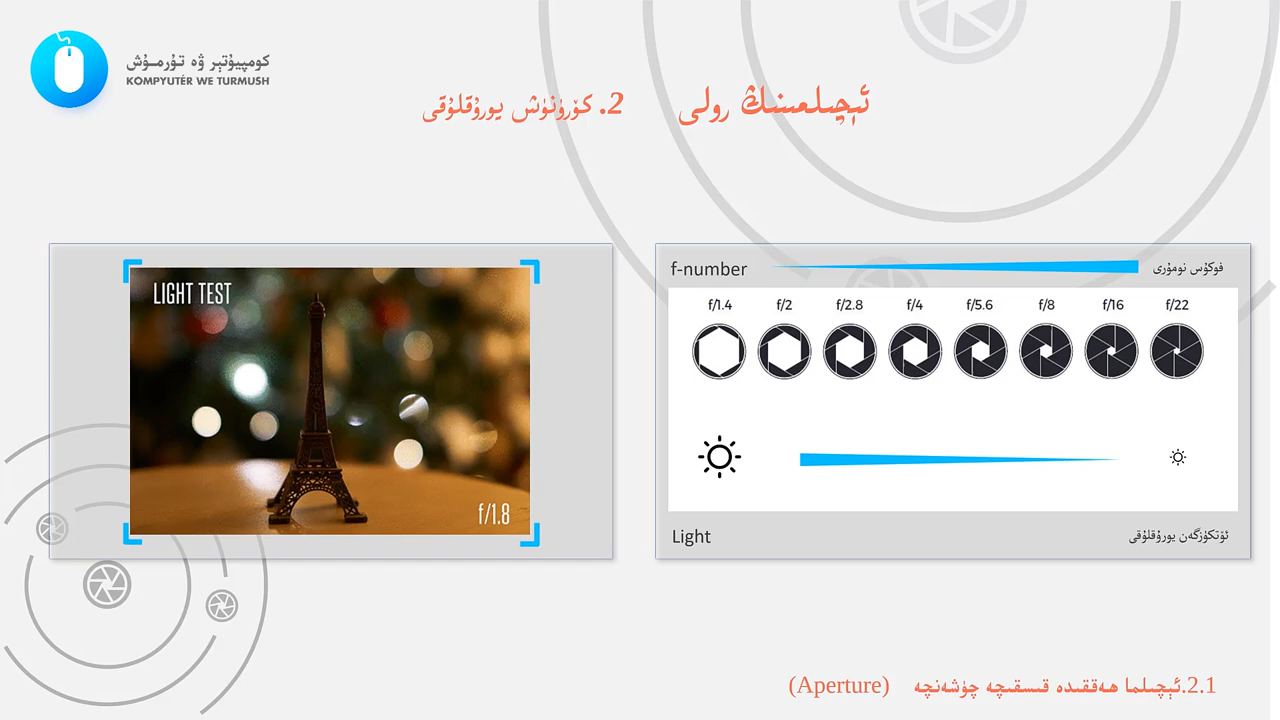 كومپيۇتېر ۋە تۇرمۇش
KOMPYUTÉR WE TURMUSH
ئېچىلمىنىڭ رولى
2. كۆرۈنۈش يورۇقلۇقى
LIGHT TEST
f/1.8
f-number
فوكۇس نومۇرى
f/1.4 f/2 f/2.8 f/4 f/5.6 f/8 f/16 f/22
Light
ئۆتكۈزگەن يورۇقلۇقى
2.1.ئېچىلما ھەققىدە قىسقىچە چۈشەنچە (Aperture)